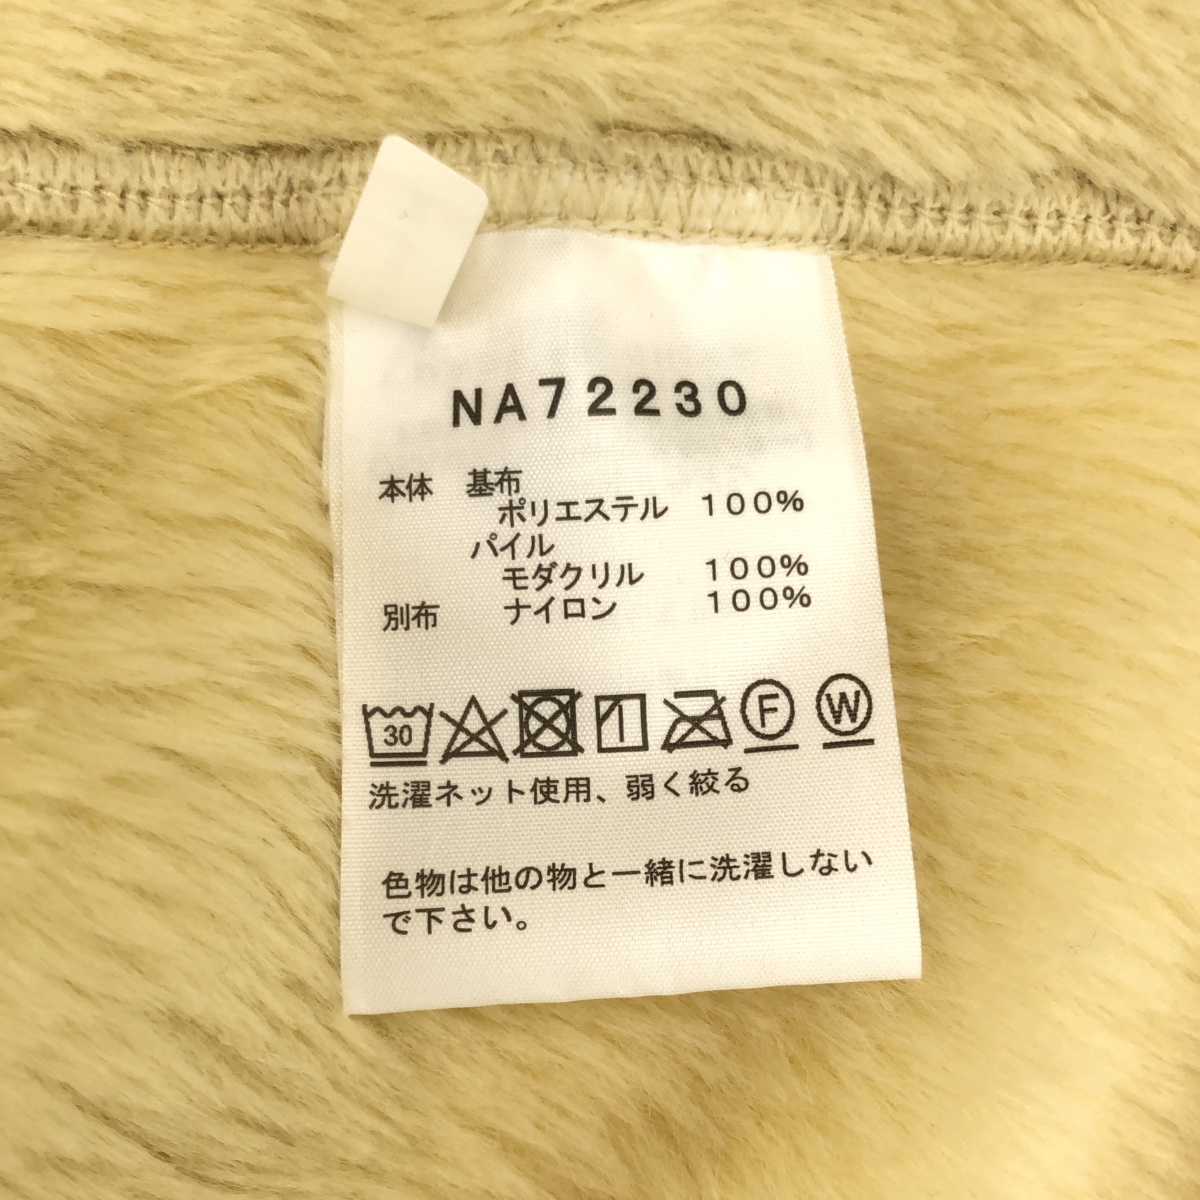 NA72230
本体 基布
ポリエステル 100%
パイル
モダクリル 100%
別布 ナイロン 100%
30 F W
洗濯ネット使用、弱く絞る
色物は他の物と一緒に洗濯しない
で下さい。